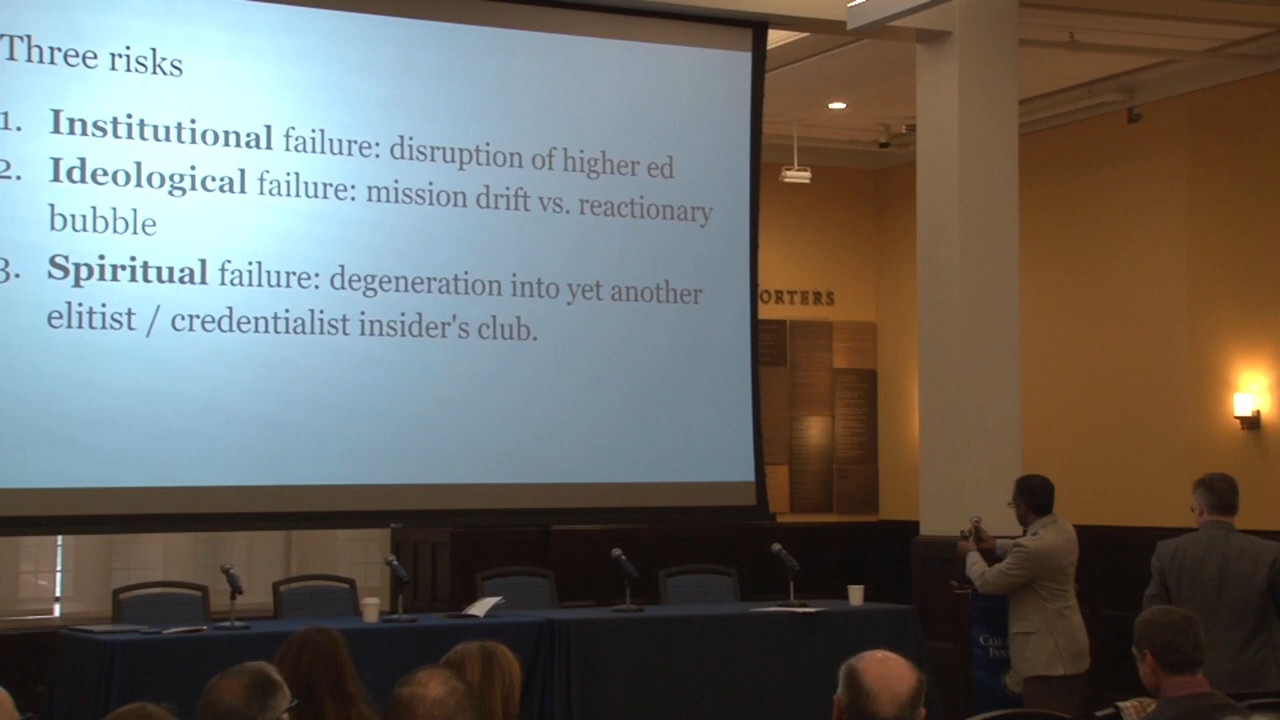 Three risks
1. Institutional failure: disruption of higher ed
2. Ideological failure: mission drift vs. reactionary
bubble
3. Spiritual failure: degeneration into yet another
elitist / credentialist insider's club.
ORTERS